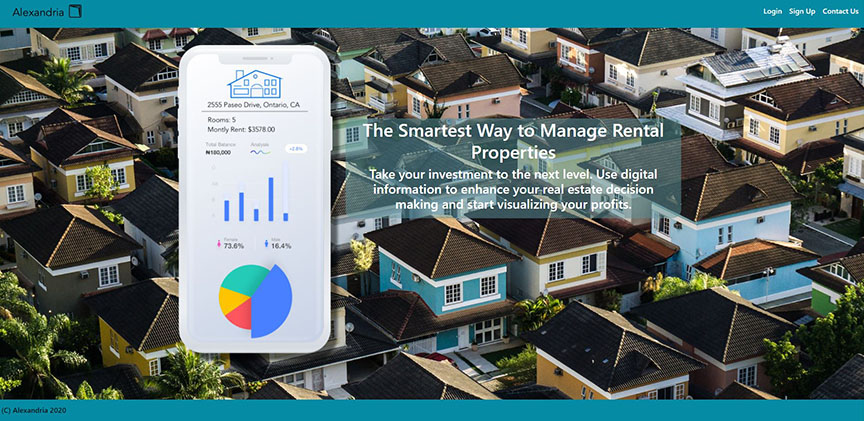 Alexandria
Login Sign Up Contact Us
2555 Paseo Drive, Ontario, CA
Rooms: 5
Montly Rent: $3578.00
Total Balance
₦180,000
Analysis
+2.8%
73.6%
16.4%
The Smartest Way to Manage Rental
Properties
Take your investment to the next level. Use digital
information to enhance your real estate decision
making and start visualizing your profits.
(C) Alexandria 2020